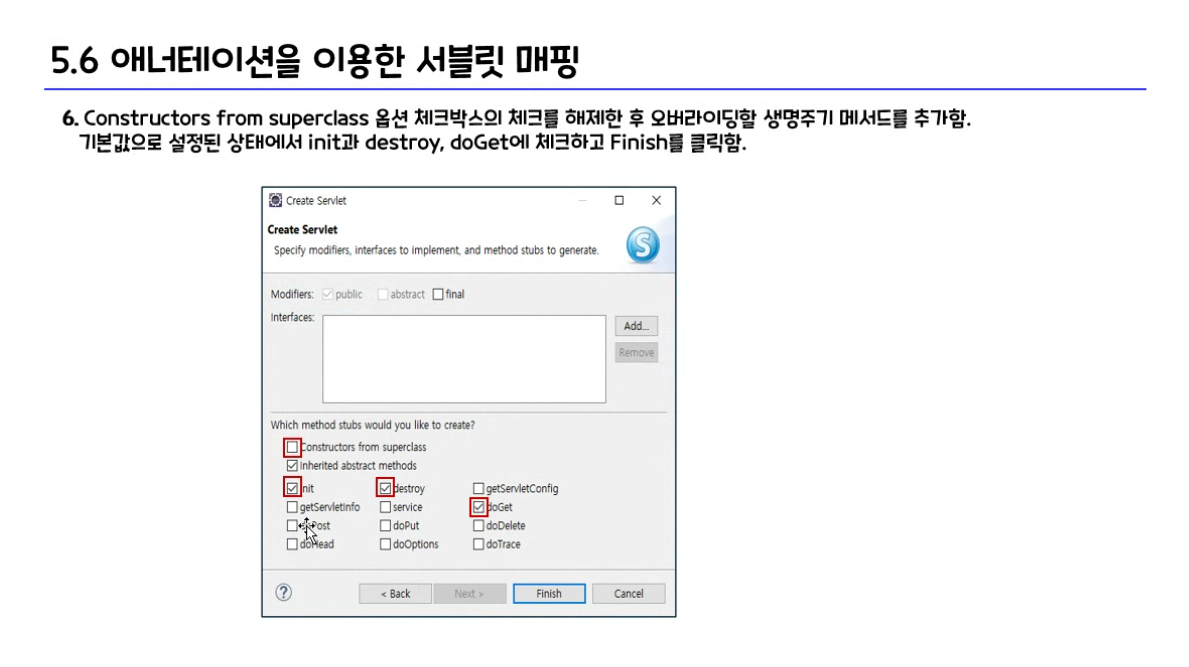 5.6 애너테이션을 이용한 서블릿 매핑
6. Constructors from superclass 옵션 체크박스의 체크를 해제한 후 오버라이딩할 생명주기 메서드를 추가함.
기본값으로 설정된 상태에서 init과 destroy, doGet에 체크하고 Finish를 클릭함.
Create Servlet
Create Servlet
Specify modifiers, interfaces to implement, and method stubs to generate.
S
Modifiers: public abstract final
Interfaces:
Add...
Remove
Which method stubs would you like to create?
Constructors from superclass
Inherited abstract methods
init destroy getServletConfig
getServletInfo service doGet
doPost doPut doDelete
doHead doOptions doTrace
? < Back Next > Finish Cancel